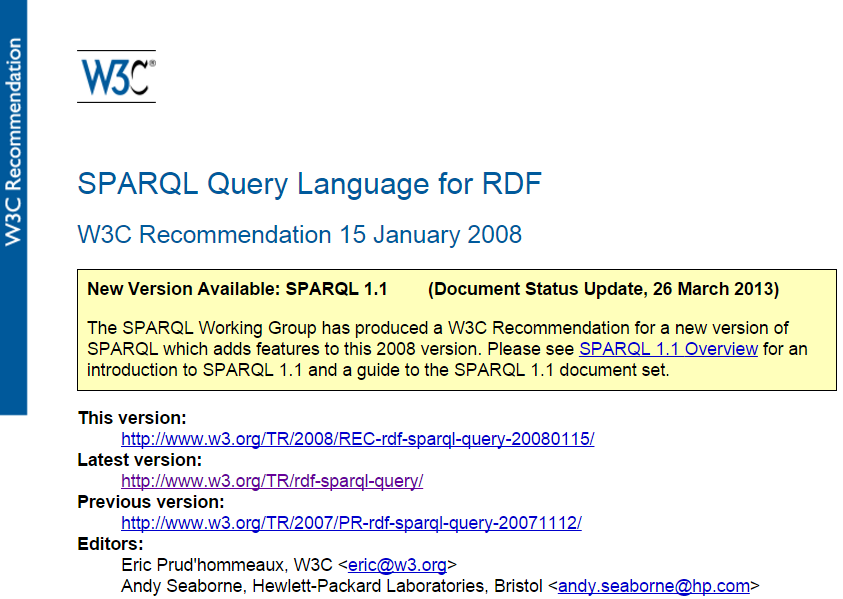 W3C Recommendation
W3C®
SPARQL Query Language for RDF
W3C Recommendation 15 January 2008
New Version Available: SPARQL 1.1 (Document Status Update, 26 March 2013)
The SPARQL Working Group has produced a W3C Recommendation for a new version of
SPARQL which adds features to this 2008 version. Please see SPARQL 1.1 Overview for an
introduction to SPARQL 1.1 and a guide to the SPARQL 1.1 document set.
This version:
http://www.w3.org/TR/2008/REC-rdf-sparql-query-20080115/
Latest version:
http://www.w3.org/TR/rdf-sparql-query/
Previous version:
http://www.w3.org/TR/2007/PR-rdf-sparql-query-20071112/
Editors:
Eric Prud'hommeaux, W3C <eric@w3.org>
Andy Seaborne, Hewlett-Packard Laboratories, Bristol <andy.seaborne@hp.com>